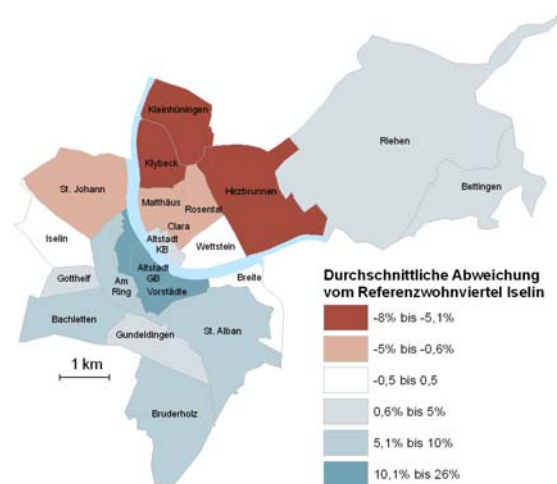 Kleinhüningen
Riehen
Klybeck
Bettingen
St. Johann
Hirzbrunnen
Matthäus
Rosental
Clara
Iselin
Altstadt
KB
Wettstein
Gotthelf
Altstadt
GB
Breite
Am
Ring
Vorstädte
Bachletten
St. Alban
Gundeldingen
1 km
Bruderholz
Durchschnittliche Abweichung
vom Referenzwohnviertel Iselin
-8% bis -5,1%
-5% bis -0,6%
-0,5 bis 0,5
0,6% bis 5%
5,1% bis 10%
10,1% bis 26%